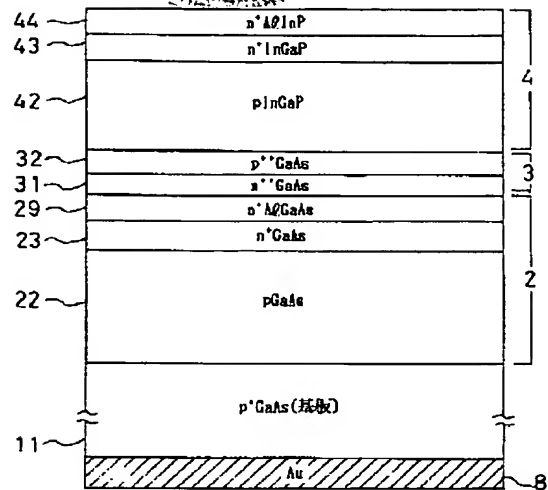 44 n⁺AlInP
43 n⁺InGaP
42 pInGaP 4
32 p⁺⁺GaAs
31 n⁺⁺GaAs 3
29 n⁺AlGaAs
23 n⁺GaAs
22 pGaAs 2
p⁺GaAs(基板)
11
Au 8